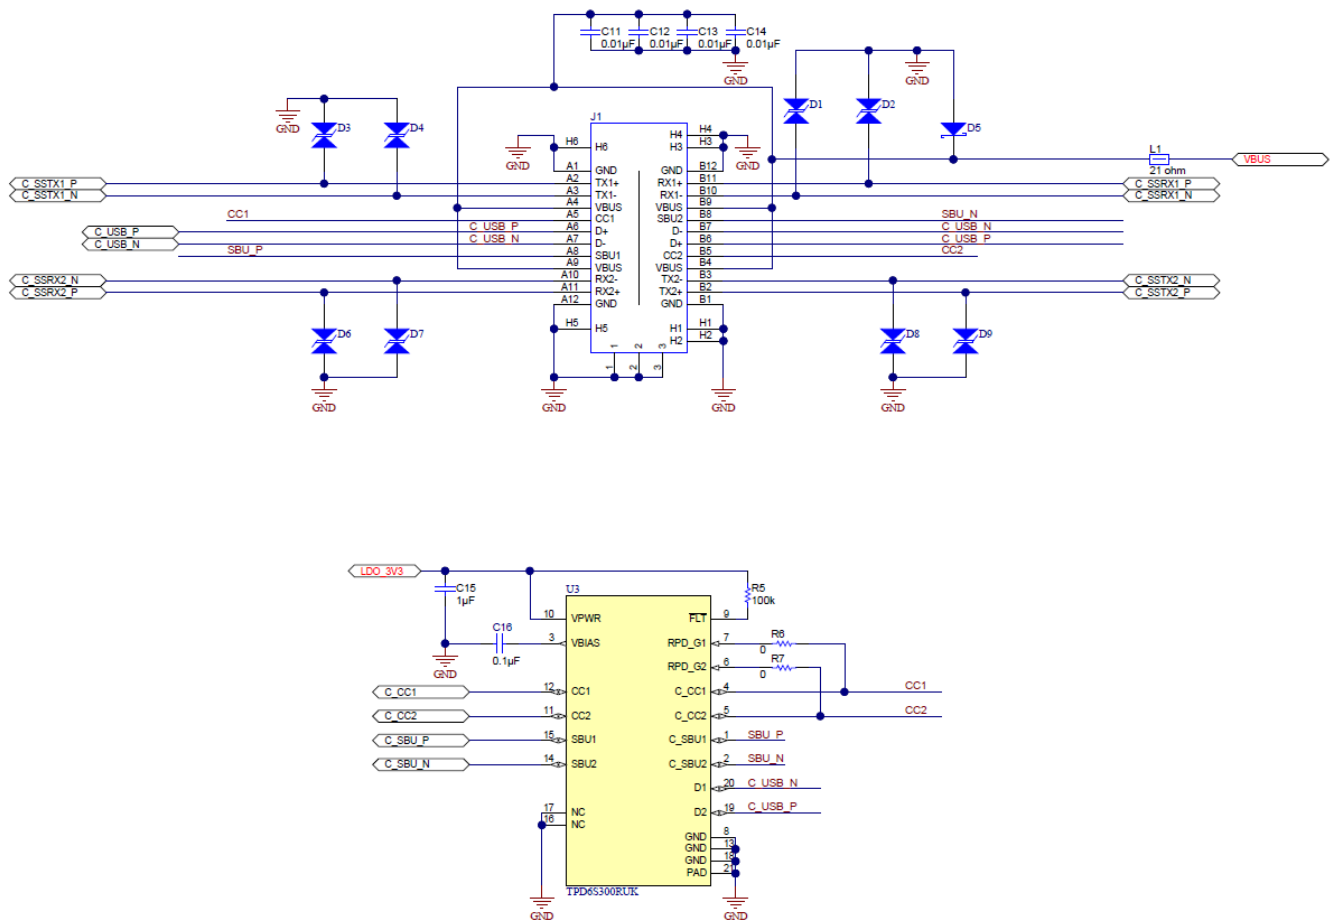 C11 C12 C13 C14
0.01µF 0.01µF 0.01µF 0.01µF
GND
GND
D1 D2 D5
GND
D3 D4
J1
GND
H6 H6 H4 H4
H3 H3
GND
L1
21 ohm
VBUS
A1 GND GND B12
C_SSTX1_P A2 TX1+ RX1+ B11 C_SSRX1_P
C_SSTX1_N A3 TX1- RX1- B10 C_SSRX1_N
A4 VBUS VBUS B9
CC1 A5 CC1 SBU2 B8 SBU_N
C_USB_P C_USB_P A6 D+ D- B7 C_USB_N
C_USB_N C_USB_N A7 D- D+ B6 C_USB_P
SBU_P A8 SBU1 CC2 B5 CC2
A9 VBUS VBUS B4
C_SSRX2_N A10 RX2- TX2- B3 C_SSTX2_N
C_SSRX2_P A11 RX2+ TX2+ B2 C_SSTX2_P
A12 GND GND B1
H5 H5 H1 H1
H2 H2
D6 D7 D8 D9
1 2 3
1 2 3
GND GND GND GND
LDO_3V3
C15
1µF
U3
R5
100k
10 VPWR FLT 9
C16
0.1µF
3 VBIAS RPD_G1 7 R6
0
GND
RPD_G2 6 R7
0
C_CC1 12 CC1 C_CC1 4 CC1
C_CC2 11 CC2 C_CC2 5 CC2
C_SBU_P 15 SBU1 C_SBU1 1 SBU_P
C_SBU_N 14 SBU2 C_SBU2 2 SBU_N
D1 20 C_USB_N
17 NC D2 19 C_USB_P
16 NC
GND 8
GND 13
GND 18
PAD 21
TPD6S300RUK
GND GND